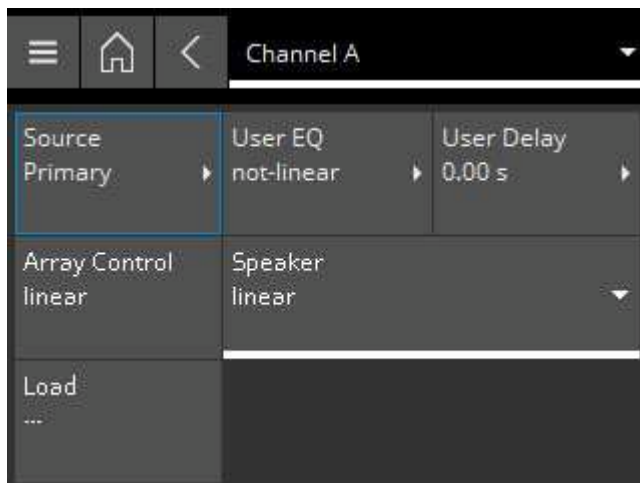 Channel A
Source
Primary
User EQ
not-linear
User Delay
0,00 s
Array Control
linear
Speaker
linear
Load
---